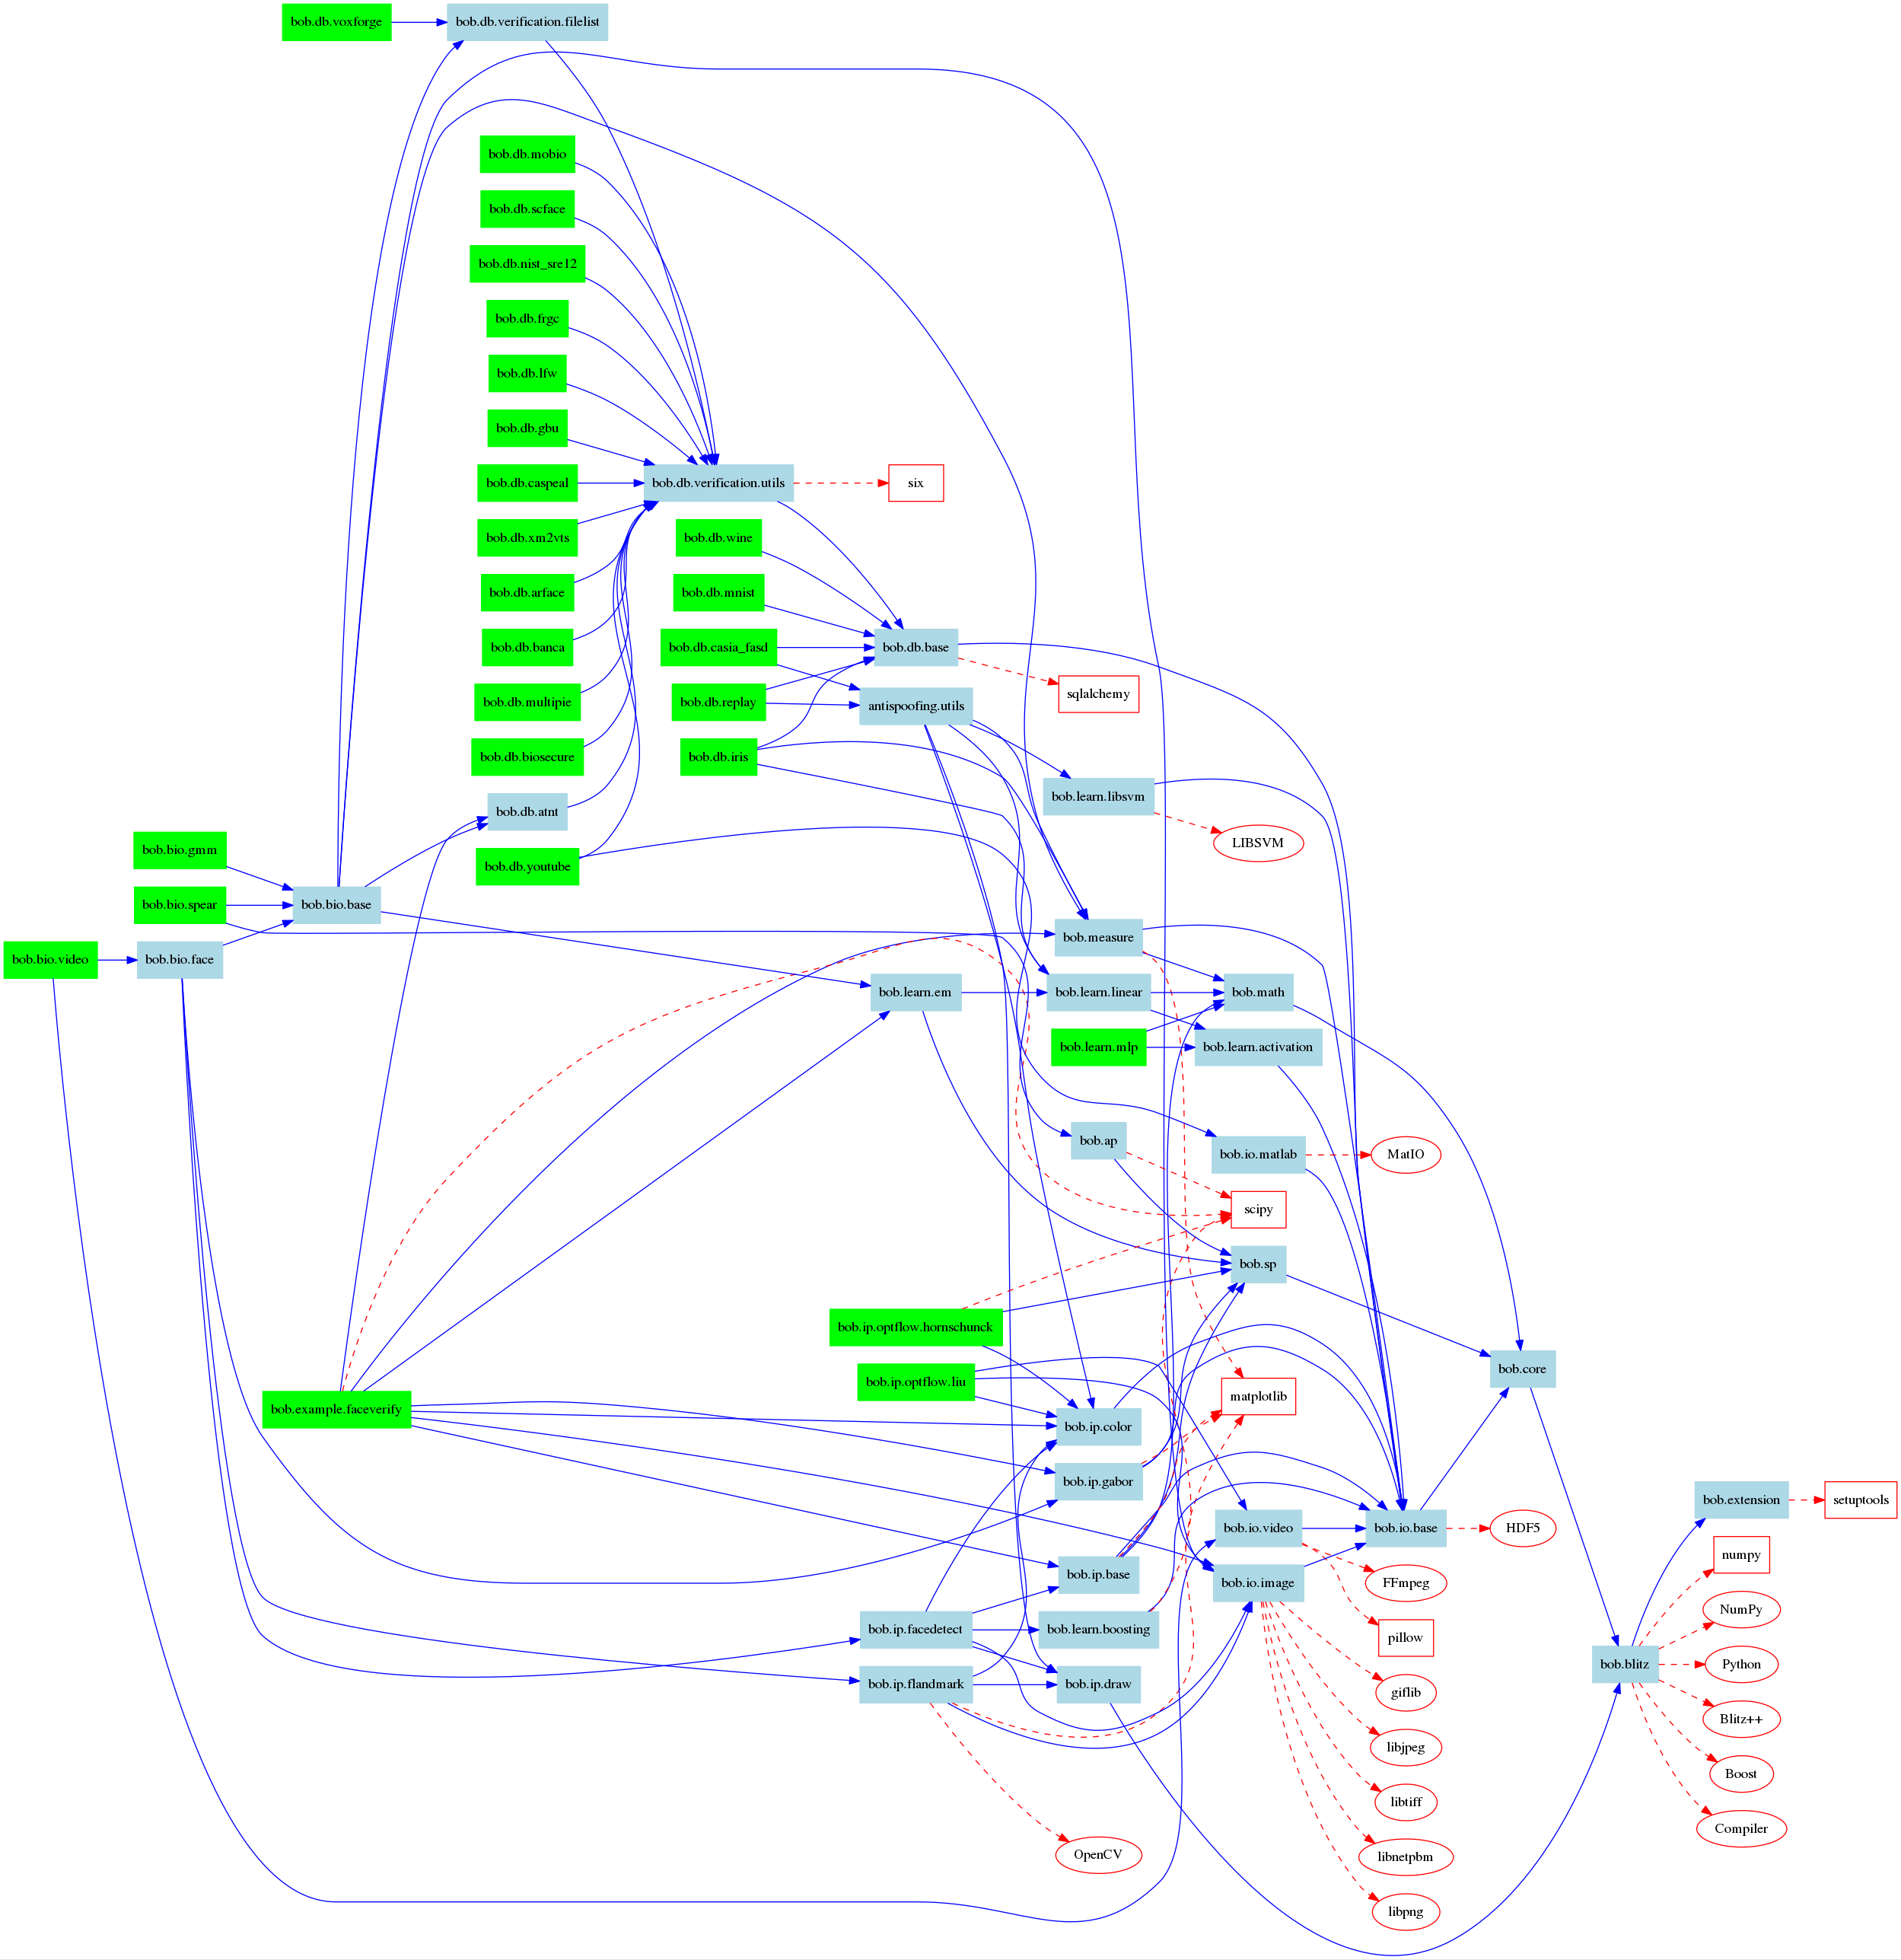 bob.db.voxforge
bob.db.verification.filelist
bob.db.mobio
bob.db.scface
bob.db.nist_sre12
bob.db.frgc
bob.db.lfw
bob.db.gbu
bob.db.caspeal
bob.db.verification.utils
six
bob.db.xm2vts
bob.db.wine
bob.db.arface
bob.db.mnist
bob.db.banca
bob.db.casia_fasd
bob.db.base
bob.db.multipie
bob.db.replay
antispoofing.utils
sqlalchemy
bob.db.biosecure
bob.db.iris
bob.db.atnt
bob.learn.libsvm
LIBSVM
bob.bio.gmm
bob.db.youtube
bob.bio.spear
bob.bio.base
bob.measure
bob.bio.video
bob.bio.face
bob.learn.em
bob.learn.linear
bob.math
bob.learn.mlp
bob.learn.activation
bob.ap
bob.io.matlab
MatIO
scipy
bob.sp
bob.ip.optflow.hornschunck
bob.core
bob.ip.optflow.liu
matplotlib
bob.example.faceverify
bob.ip.color
bob.ip.gabor
bob.extension
setuptools
bob.io.video
bob.io.base
HDF5
numpy
bob.ip.base
bob.io.image
FFmpeg
NumPy
bob.ip.facedetect
bob.learn.boosting
pillow
bob.blitz
Python
bob.ip.flandmark
bob.ip.draw
giflib
Blitz++
libjpeg
Boost
libtiff
Compiler
OpenCV
libnetpbm
libpng